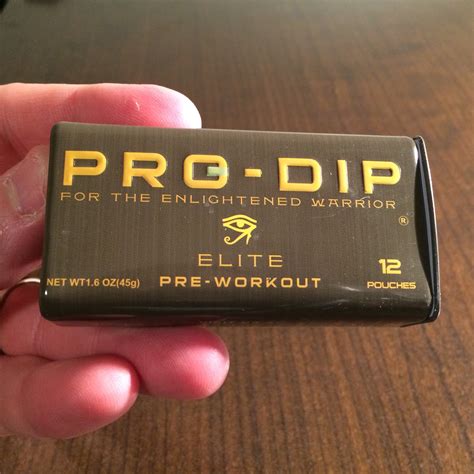 PRO-DIP
FOR THE ENLIGHTENED WARRIOR
®
ELITE
NET WT1.6 OZ(45g) PRE-WORKOUT 12 POUCHES